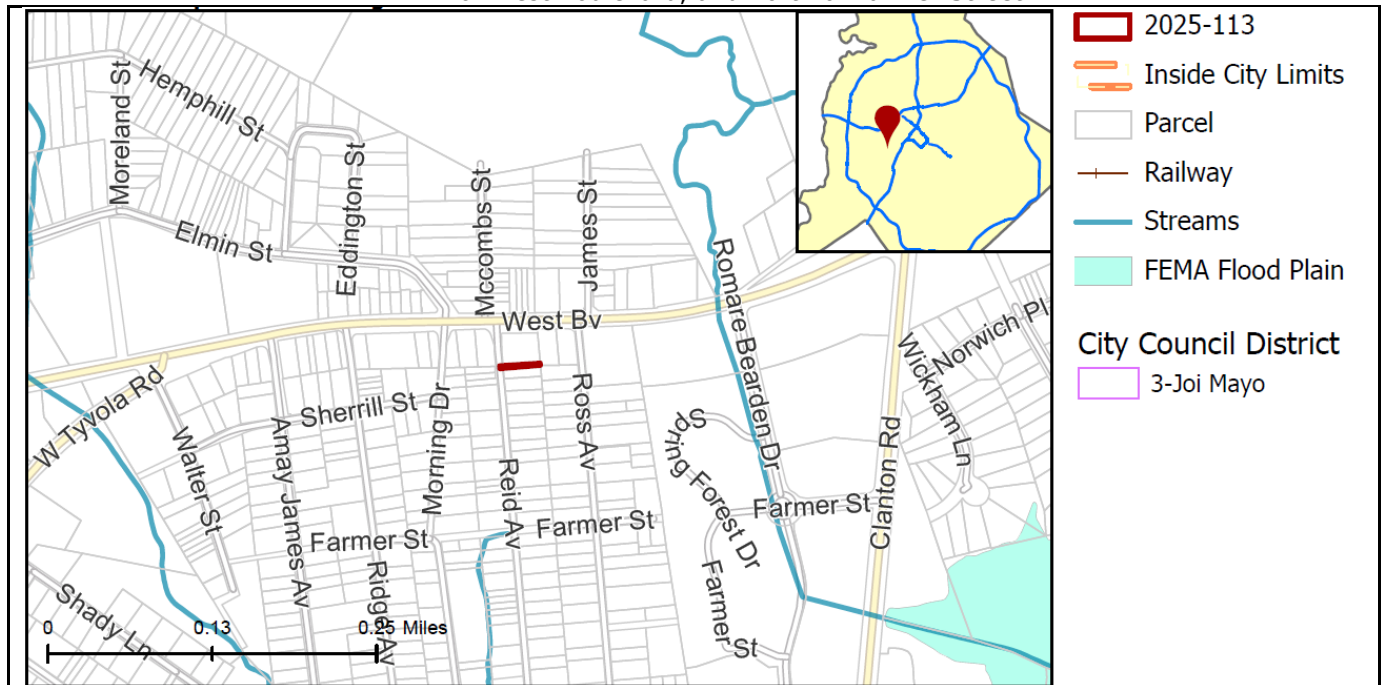 2025-113
Inside City Limits
Parcel
Railway
Streams
FEMA Flood Plain
City Council District
3-Joi Mayo
Moreland St
Hemphill St
Eddington St
Elmin St
Mccombs St
James St
Romare Bearden Dr
West Bv
Norwich Pl
Wickham Ln
W Tyvola Rd
Sherrill St
Morning Dr
Ross Av
Walter St
Amay James Av
Reid Av
Spring Forest Dr
Clanton Rd
Farmer St
Farmer St
Farmer St
Farmer St
Ridge Av
Shady Ln
0 0.13 0.25 Miles